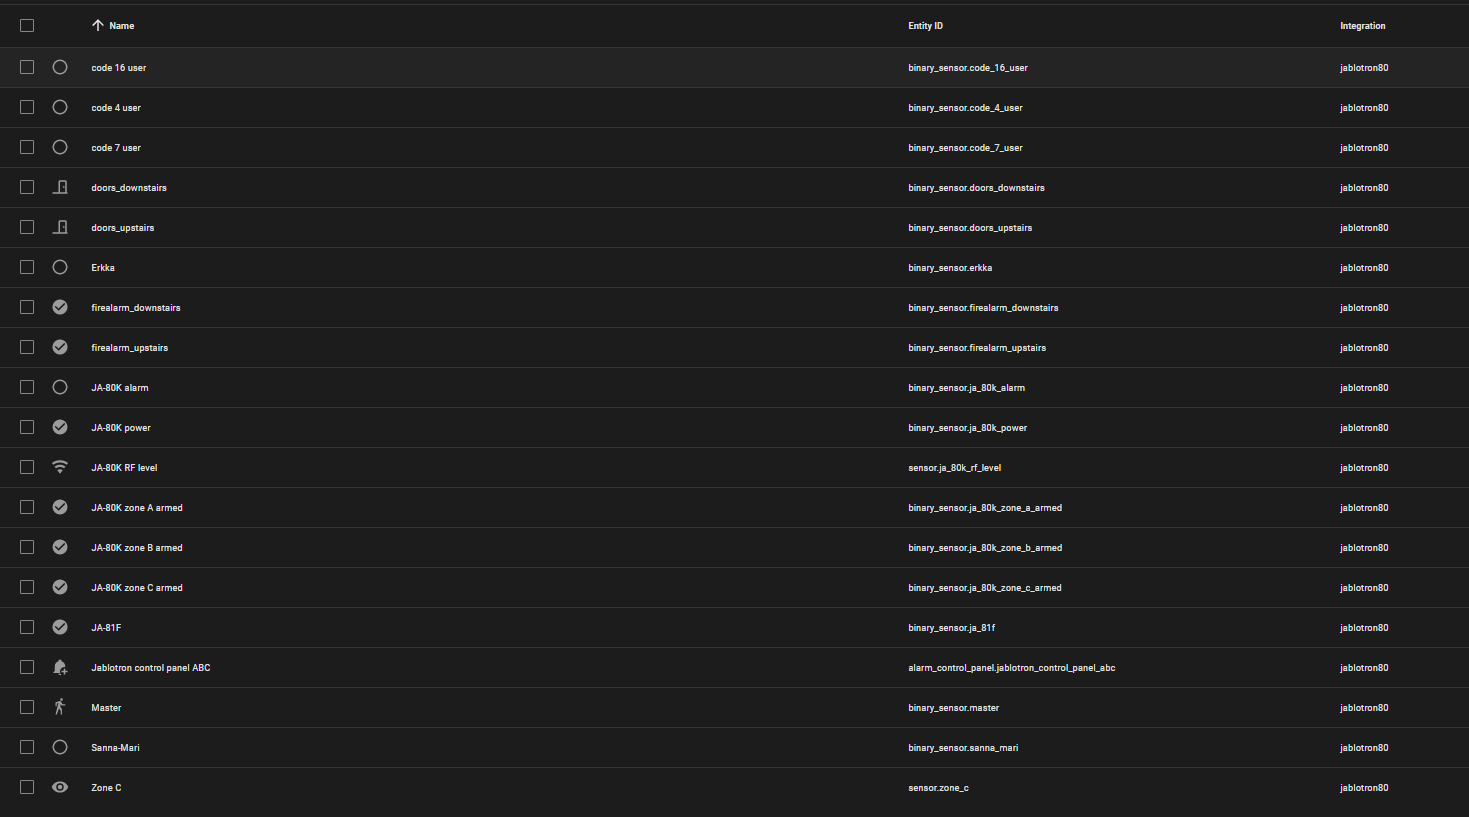 Name Entity ID Integration
code 16 user binary_sensor.code_16_user jablotron80
code 4 user binary_sensor.code_4_user jablotron80
code 7 user binary_sensor.code_7_user jablotron80
doors_downstairs binary_sensor.doors_downstairs jablotron80
doors_upstairs binary_sensor.doors_upstairs jablotron80
Erkka binary_sensor.erkka jablotron80
firealarm_downstairs binary_sensor.firealarm_downstairs jablotron80
firealarm_upstairs binary_sensor.firealarm_upstairs jablotron80
JA-80K alarm binary_sensor.ja_80k_alarm jablotron80
JA-80K power binary_sensor.ja_80k_power jablotron80
JA-80K RF level sensor.ja_80k_rf_level jablotron80
JA-80K zone A armed binary_sensor.ja_80k_zone_a_armed jablotron80
JA-80K zone B armed binary_sensor.ja_80k_zone_b_armed jablotron80
JA-80K zone C armed binary_sensor.ja_80k_zone_c_armed jablotron80
JA-81F binary_sensor.ja_81f jablotron80
Jablotron control panel ABC alarm_control_panel.jablotron_control_panel_abc jablotron80
Master binary_sensor.master jablotron80
Sanna-Mari binary_sensor.sanna_mari jablotron80
Zone C sensor.zone_c jablotron80